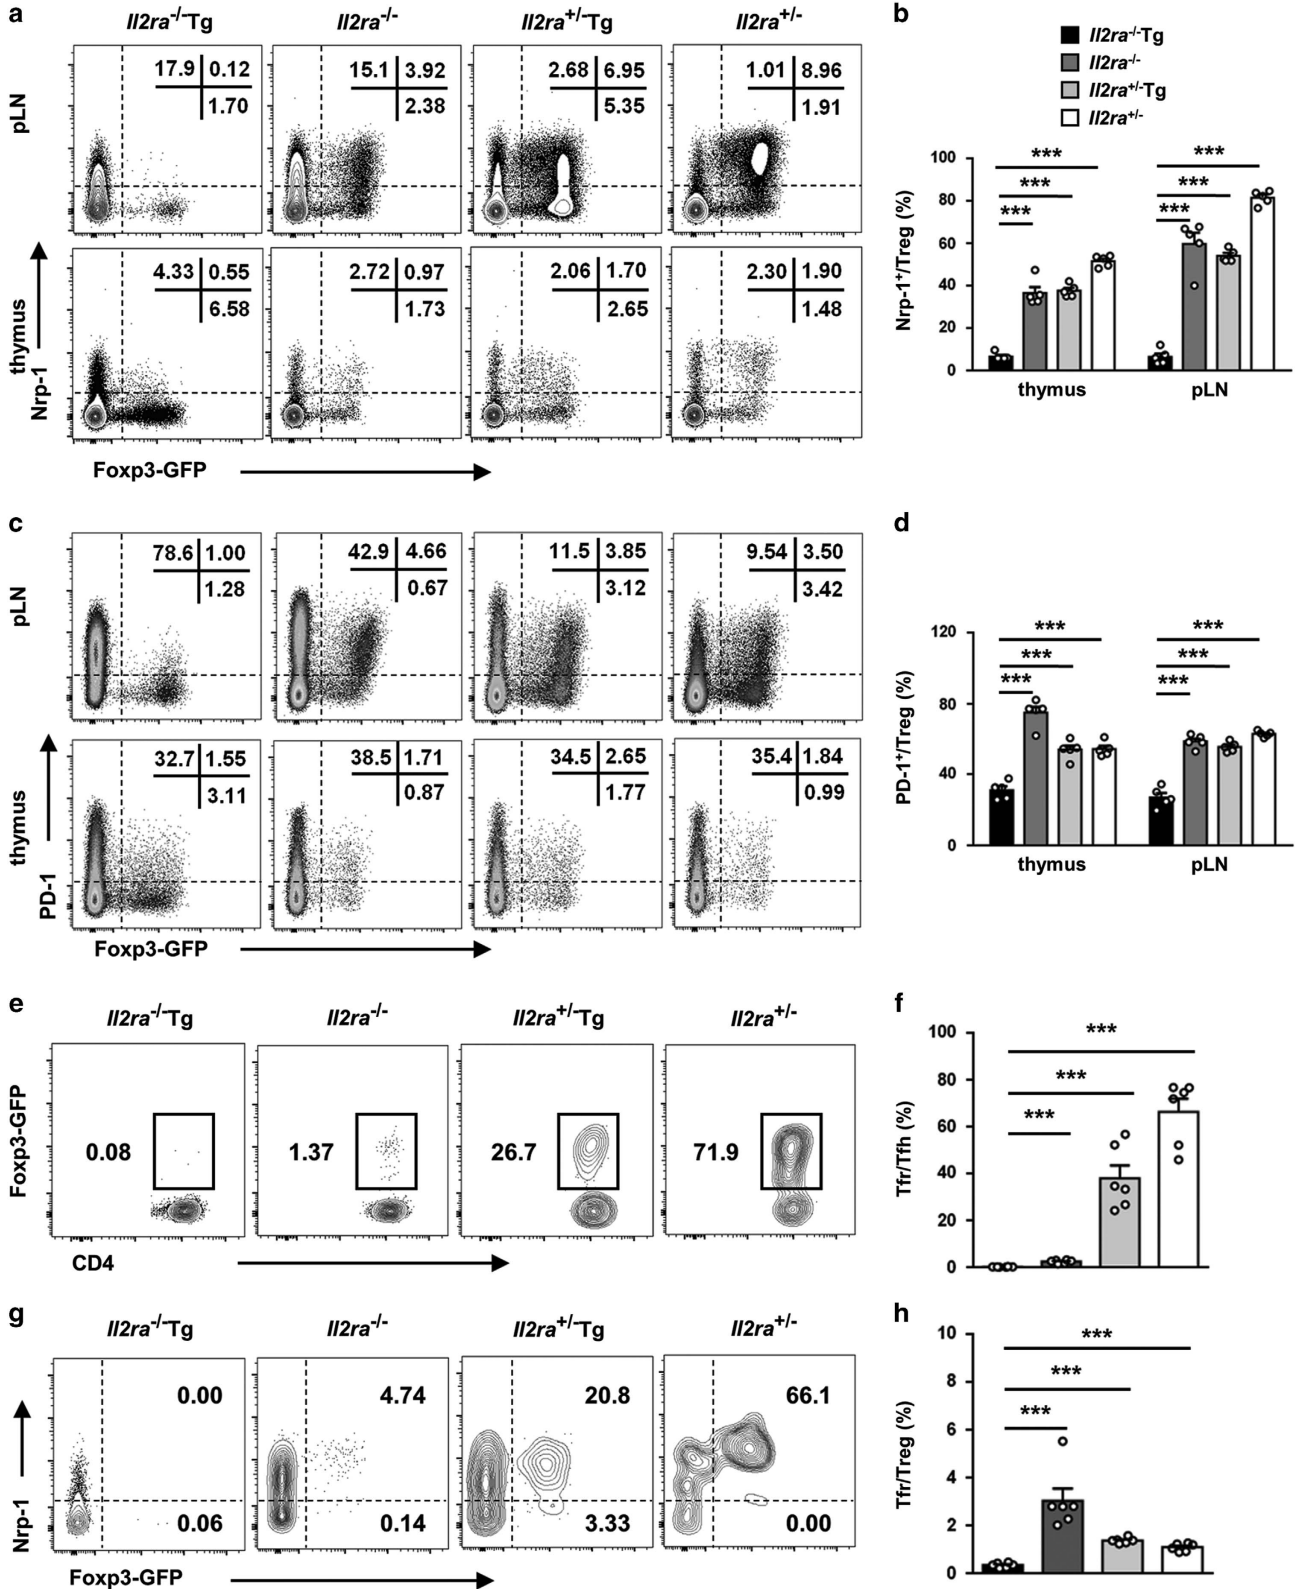 a
Il2ra-/-Tg Il2ra-/- Il2ra+/-Tg Il2ra+/-
pLN
17.9 0.12 15.1 3.92 2.68 6.95 1.01 8.96
1.70 2.38 5.35 1.91
thymus
4.33 0.55 2.72 0.97 2.06 1.70 2.30 1.90
6.58 1.73 2.65 1.48
Nrp-1
Foxp3-GFP
b
Il2ra-/-Tg
Il2ra-/-
Il2ra+/-Tg
Il2ra+/-
Nrp-1+/Treg (%)
100
80
60
40
20
0
*** ***
*** ***
*** ***
thymus pLN
c
pLN
78.6 1.00 42.9 4.66 11.5 3.85 9.54 3.50
1.28 0.67 3.12 3.42
thymus
32.7 1.55 38.5 1.71 34.5 2.65 35.4 1.84
3.11 0.87 1.77 0.99
PD-1
Foxp3-GFP
d
PD-1+/Treg (%)
120
80
40
0
*** ***
*** ***
*** ***
thymus pLN
e
Il2ra-/-Tg Il2ra-/- Il2ra+/-Tg Il2ra+/-
Foxp3-GFP
0.08 1.37 26.7 71.9
CD4
f
Tfr/Tfh (%)
100
80
60
40
20
0
***
***
***
g
Il2ra-/-Tg Il2ra-/- Il2ra+/-Tg Il2ra+/-
Nrp-1
0.00 4.74 20.8 66.1
0.06 0.14 3.33 0.00
Foxp3-GFP
h
Tfr/Treg (%)
10
8
6
4
2
0
***
***
***